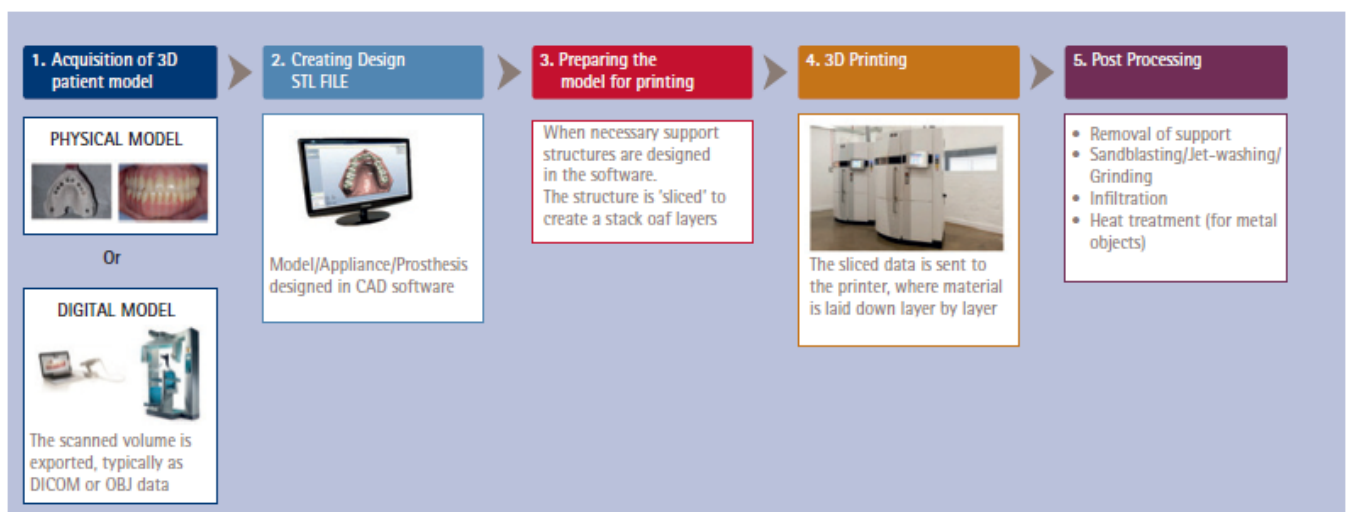 1. Acquisition of 3D
patient model
PHYSICAL MODEL
Or
DIGITAL MODEL
The scanned volume is
exported, typically as
DICOM or OBJ data
2. Creating Design
STL FILE
Model/Appliance/Prosthesis
designed in CAD software
3. Preparing the
model for printing
When necessary support
structures are designed
in the software.
The structure is 'sliced' to
create a stack oaf layers
4. 3D Printing
The sliced data is sent to
the printer, where material
is laid down layer by layer
5. Post Processing
• Removal of support
• Sandblasting/Jet-washing/
Grinding
• Infiltration
• Heat treatment (for metal
objects)